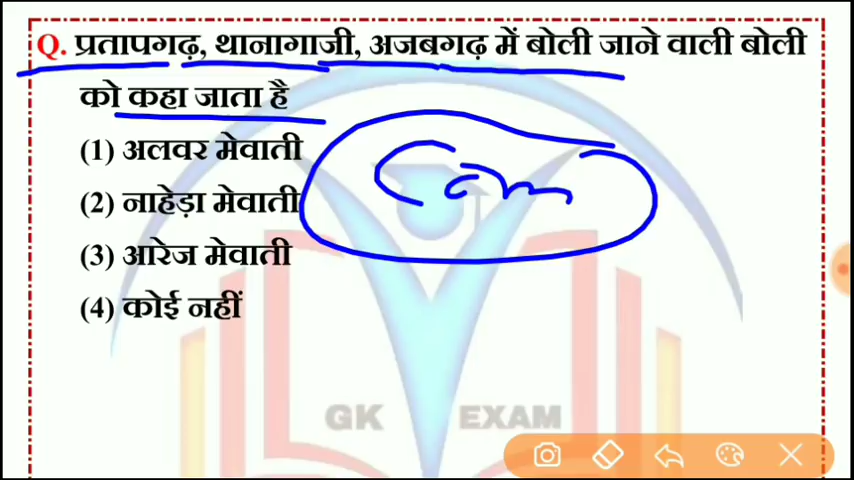 Q. प्रतापगढ़, थानागाजी, अजबगढ़ में बोली जाने वाली बोली
को कहा जाता है
(1) अलवर मेवाती
(2) नाहेड़ा मेवाती
(3) आरेज मेवाती
(4) कोई नहीं
GK EXAM